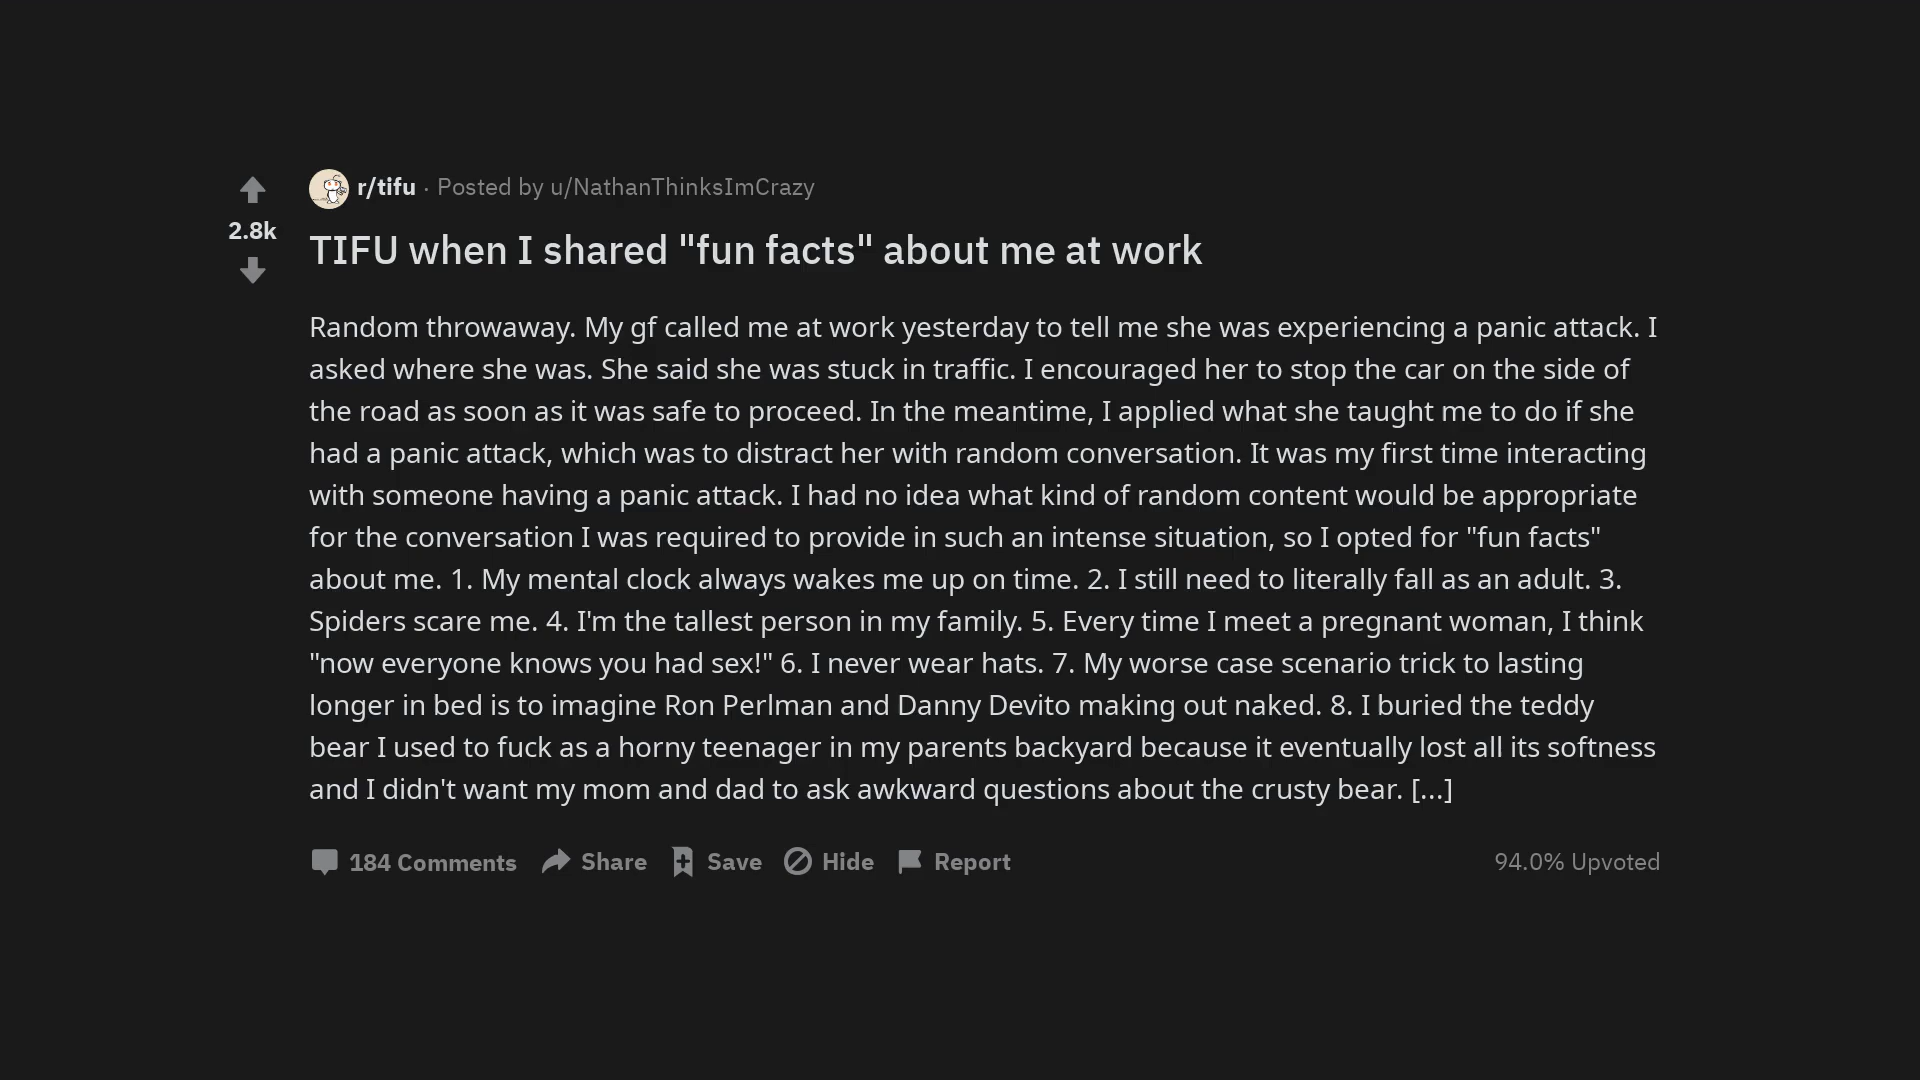 r/tifu · Posted by u/NathanThinksImCrazy
2.8k
TIFU when I shared "fun facts" about me at work
Random throwaway. My gf called me at work yesterday to tell me she was experiencing a panic attack. I
asked where she was. She said she was stuck in traffic. I encouraged her to stop the car on the side of
the road as soon as it was safe to proceed. In the meantime, I applied what she taught me to do if she
had a panic attack, which was to distract her with random conversation. It was my first time interacting
with someone having a panic attack. I had no idea what kind of random content would be appropriate
for the conversation I was required to provide in such an intense situation, so I opted for "fun facts"
about me. 1. My mental clock always wakes me up on time. 2. I still need to literally fall as an adult. 3.
Spiders scare me. 4. I'm the tallest person in my family. 5. Every time I meet a pregnant woman, I think
"now everyone knows you had sex!" 6. I never wear hats. 7. My worse case scenario trick to lasting
longer in bed is to imagine Ron Perlman and Danny Devito making out naked. 8. I buried the teddy
bear I used to fuck as a horny teenager in my parents backyard because it eventually lost all its softness
and I didn't want my mom and dad to ask awkward questions about the crusty bear. [...]
184 Comments Share Save Hide Report 94.0% Upvoted